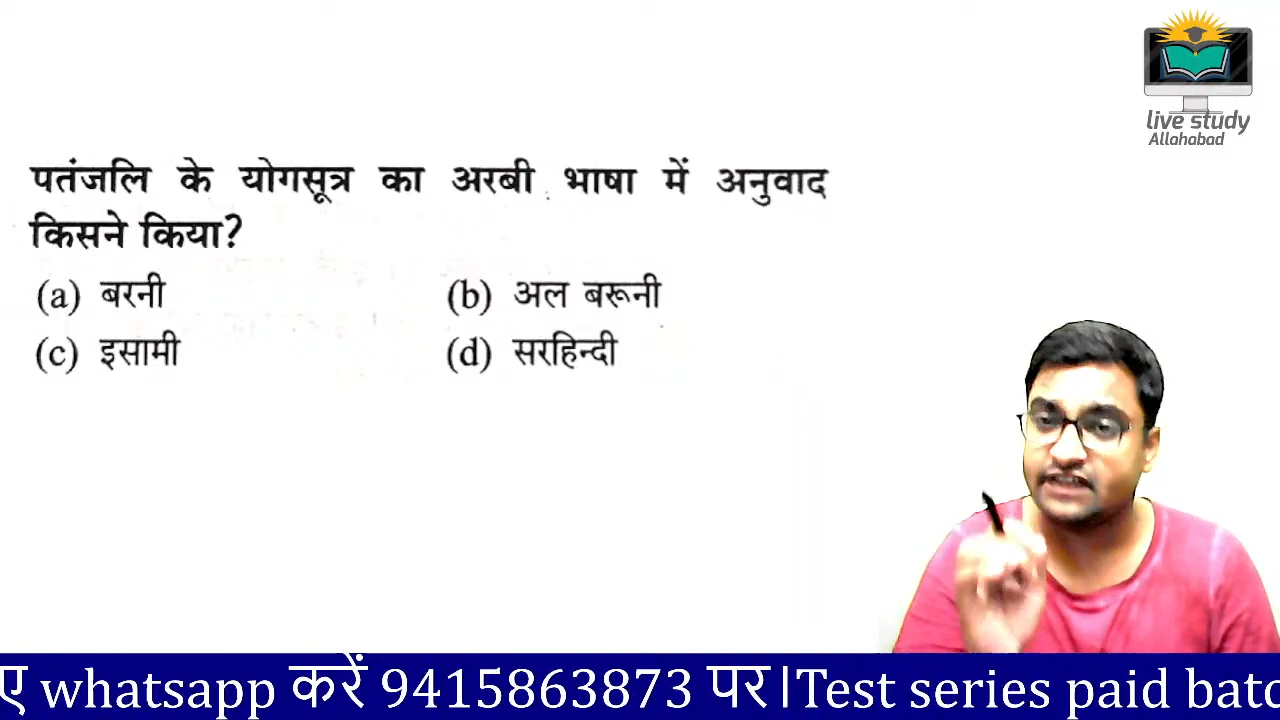 live study
Allahabad
पतंजलि के योगसूत्र का अरबी भाषा में अनुवाद
किसने किया?
(a) बरनी (b) अल बरूनी
(c) इसामी (d) सरहिन्दी
ए whatsapp करें 9415863873 पर।Test series paid batc